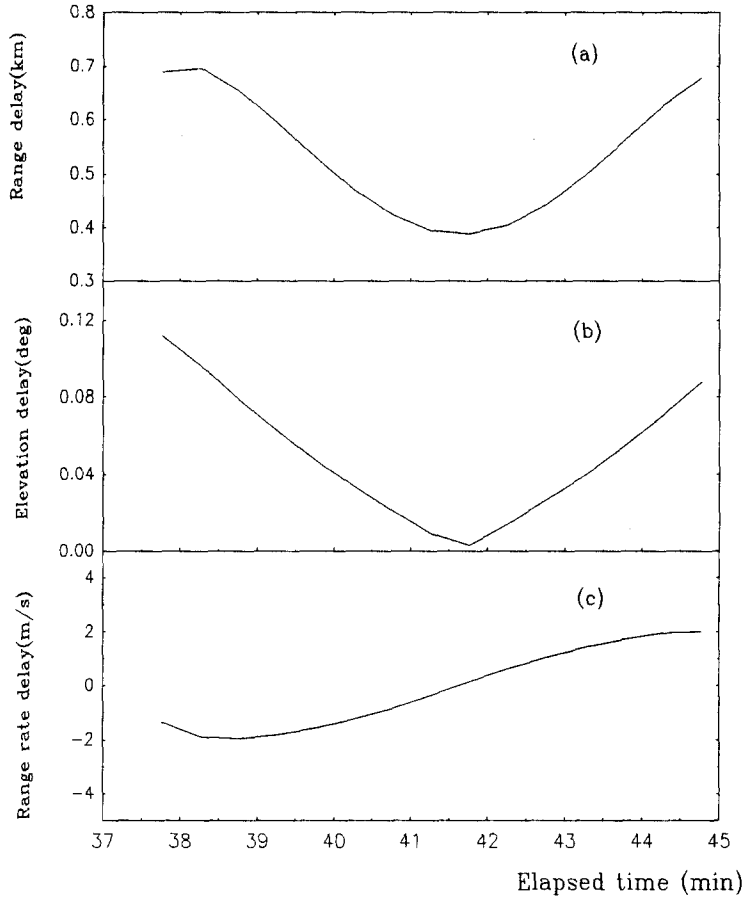 0.8
(a)
0.7
0.6
0.5
0.4
0.3
Range delay(km)
0.12
(b)
0.08
0.04
0.00
Elevation delay(deg)
4
(c)
2
0
−2
−4
Range rate delay(m/s)
37 38 39 40 41 42 43 44 45
Elapsed time (min)